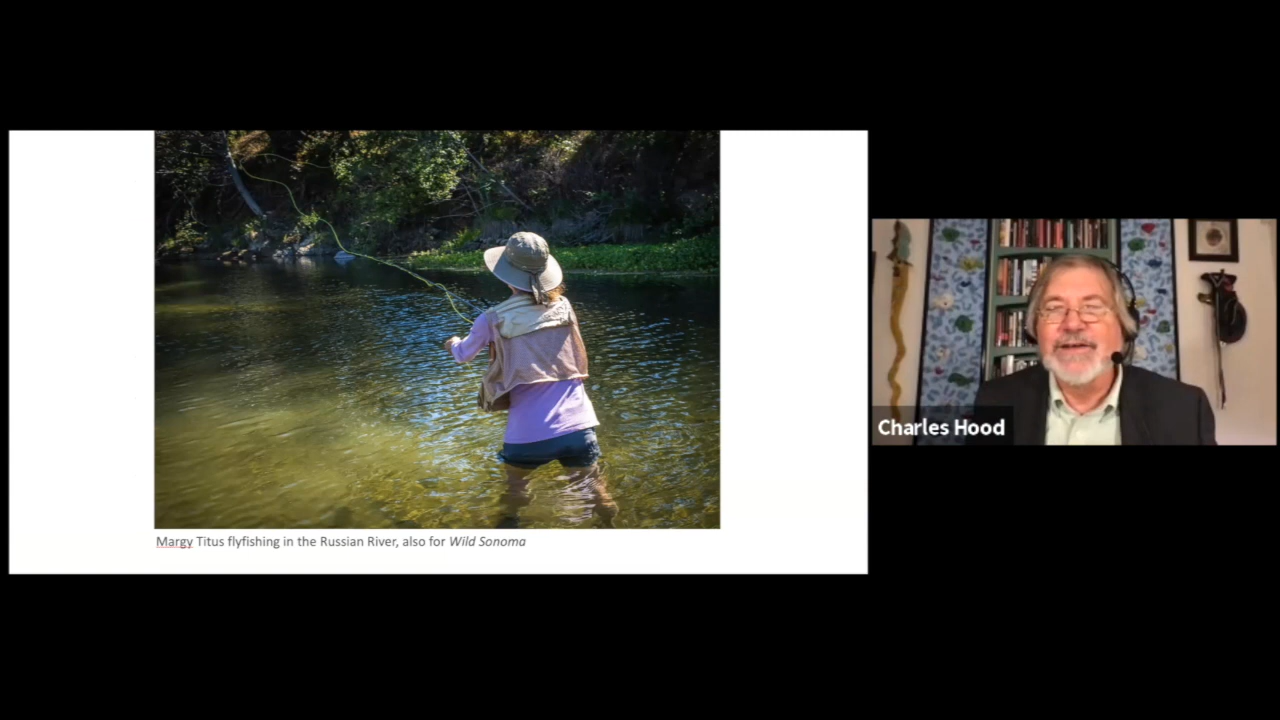 Margy Titus flyfishing in the Russian River, also for Wild Sonoma
Charles Hood